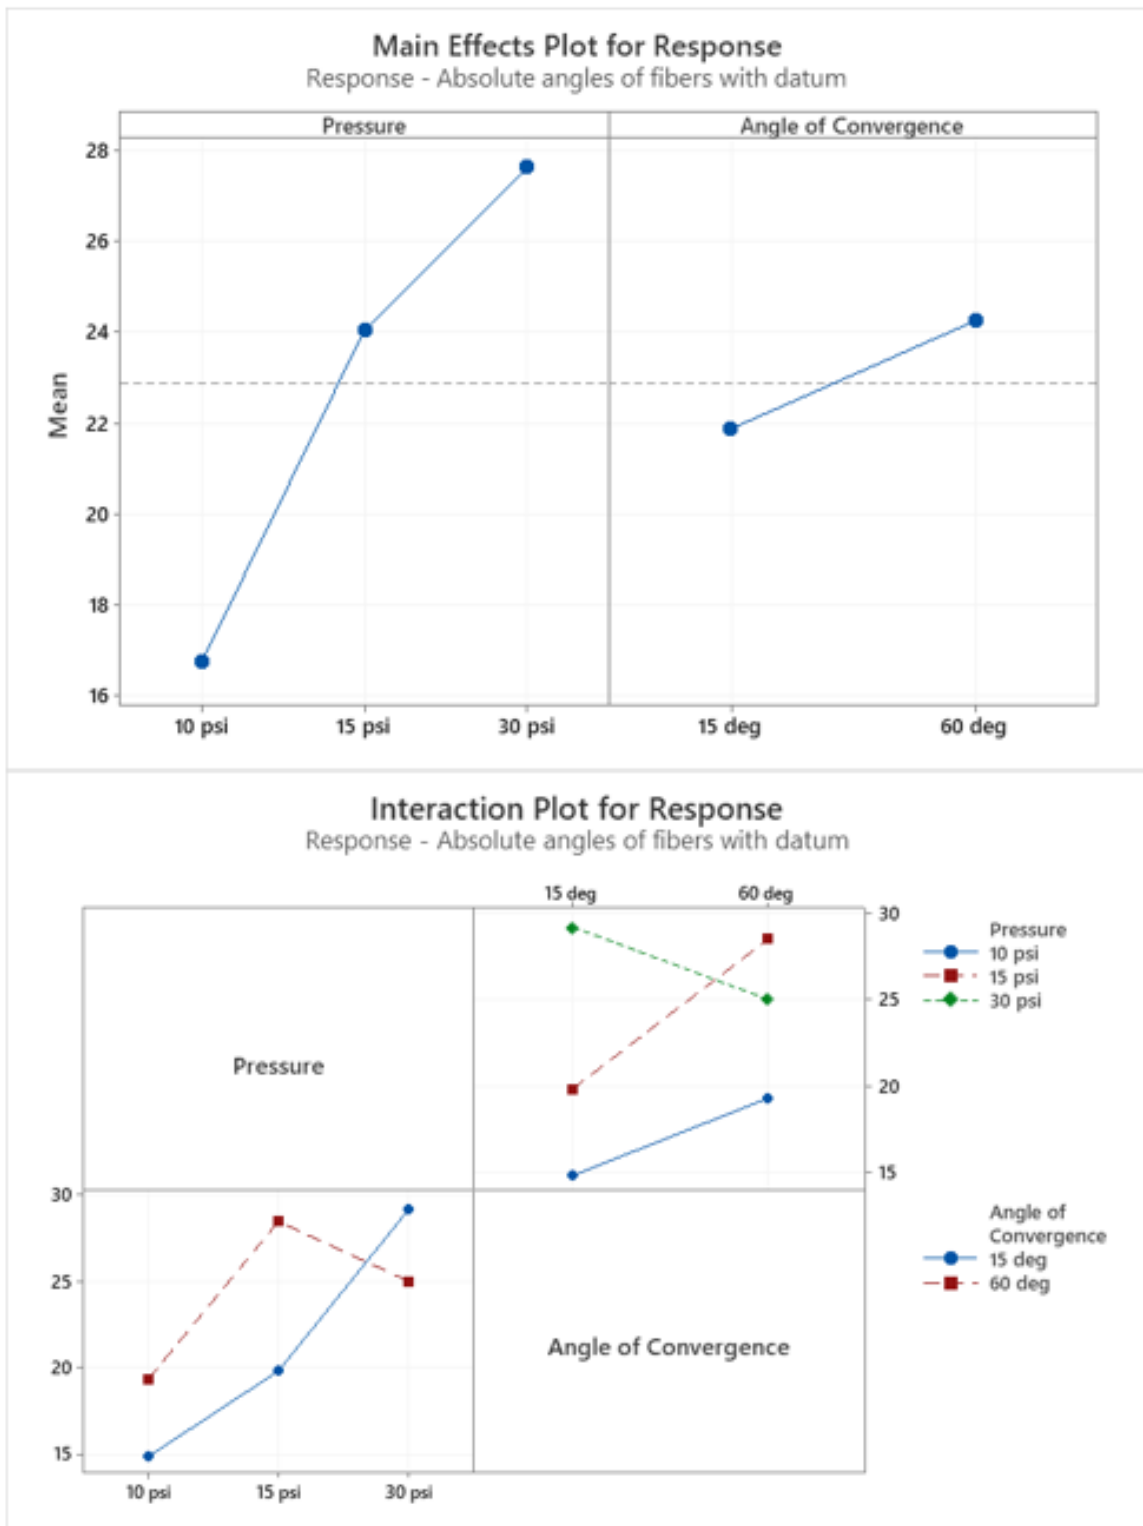 Main Effects Plot for Response
Response - Absolute angles of fibers with datum
Pressure
Angle of Convergence
28
26
24
22
20
18
16
Mean
10 psi
15 psi
30 psi
15 deg
60 deg
Interaction Plot for Response
Response - Absolute angles of fibers with datum
15 deg
60 deg
30
25
20
15
Pressure
10 psi
15 psi
30 psi
Pressure
30
25
20
15
Angle of Convergence
Angle of
Convergence
15 deg
60 deg
10 psi
15 psi
30 psi